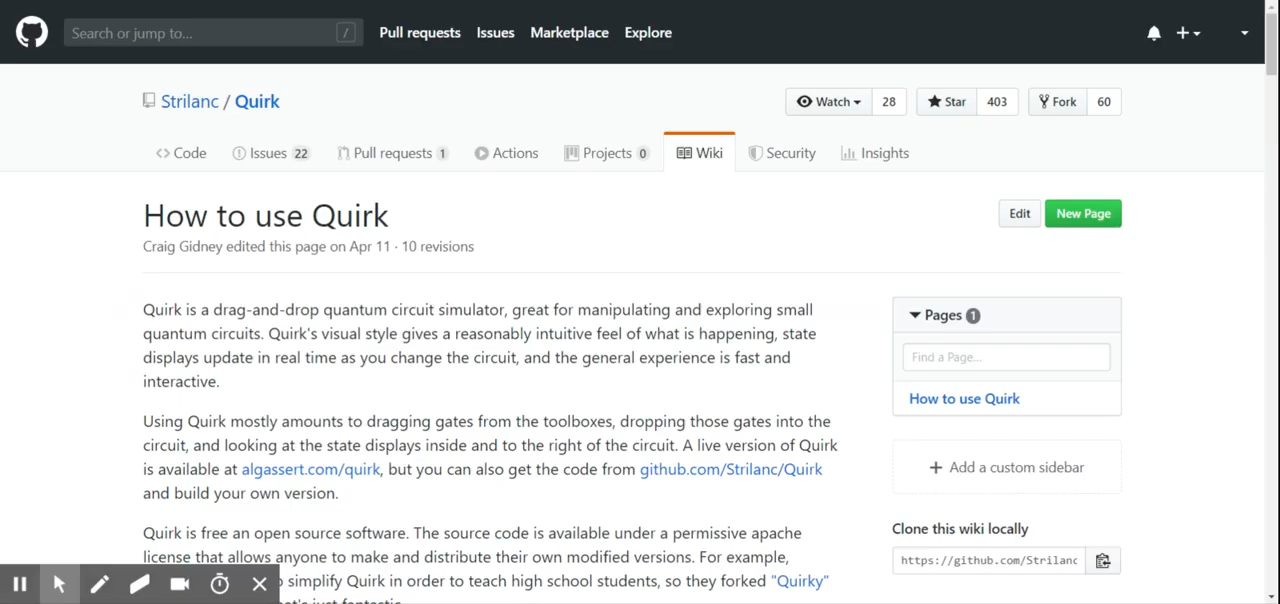 Search or jump to... /
Pull requests Issues Marketplace Explore
Strilanc / Quirk
Watch 28 Star 403 Fork 60
Code Issues 22 Pull requests 1 Actions Projects 0 Wiki Security Insights
How to use Quirk
Edit New Page
Craig Gidney edited this page on Apr 11 · 10 revisions
Quirk is a drag-and-drop quantum circuit simulator, great for manipulating and exploring small
quantum circuits. Quirk's visual style gives a reasonably intuitive feel of what is happening, state
displays update in real time as you change the circuit, and the general experience is fast and
interactive.
Using Quirk mostly amounts to dragging gates from the toolboxes, dropping those gates into the
circuit, and looking at the state displays inside and to the right of the circuit. A live version of Quirk
is available at algassert.com/quirk, but you can also get the code from github.com/Strilanc/Quirk
and build your own version.
Quirk is free an open source software. The source code is available under a permissive apache
license that allows anyone to make and distribute their own modified versions. For example,
simplify Quirk in order to teach high school students, so they forked "Quirky"
Pages 1
Find a Page...
How to use Quirk
+ Add a custom sidebar
Clone this wiki locally
https://github.com/Strilanc